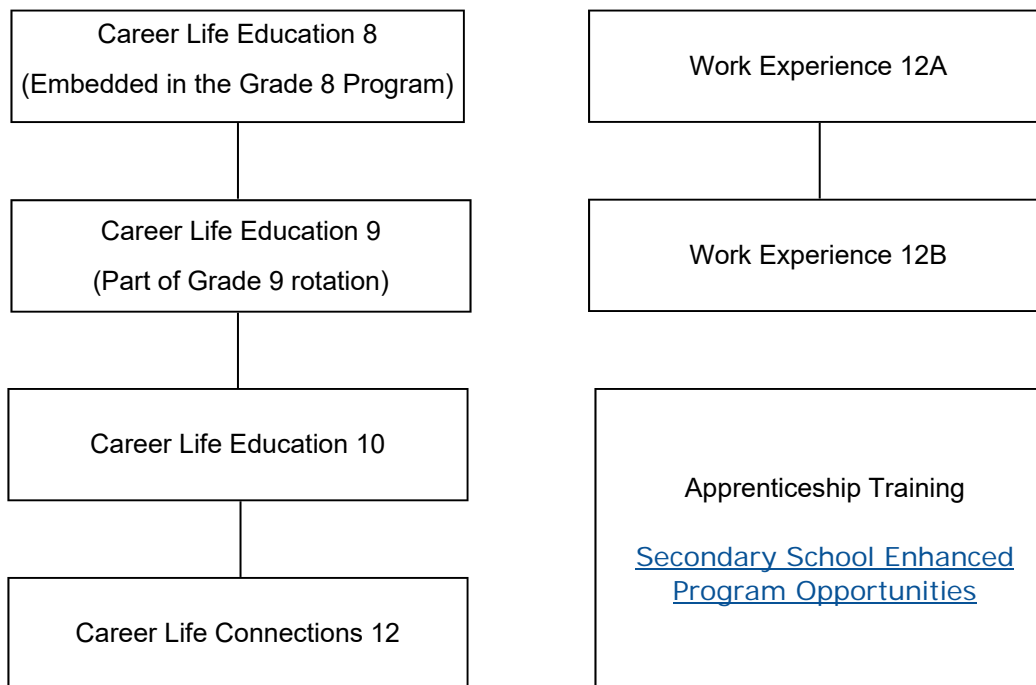 Career Life Education 8
(Embedded in the Grade 8 Program)
Career Life Education 9
(Part of Grade 9 rotation)
Career Life Education 10
Career Life Connections 12
Work Experience 12A
Work Experience 12B
Apprenticeship Training
Secondary School Enhanced
Program Opportunities